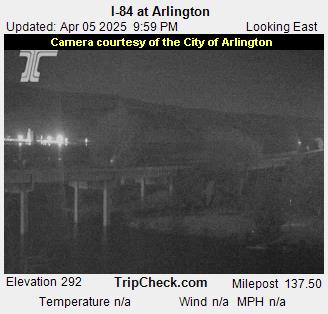 I-84 at Arlington
Updated: Apr 05 2025 9:59 PM Looking East
Camera courtesy of the City of Arlington
Elevation 292 TripCheck.com Milepost 137.50
Temperature n/a Wind n/a MPH n/a